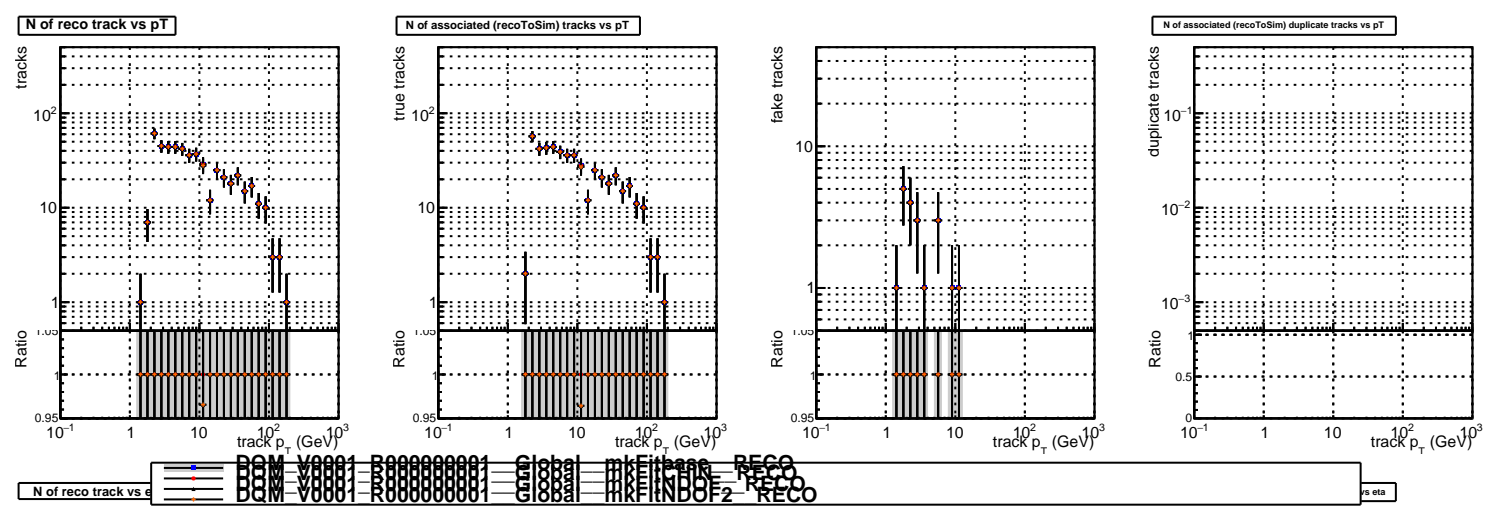 N of reco track vs pT
N of associated (recoToSim) tracks vs pT
N of associated (recoToSim) duplicate tracks vs pT
tracks
10²
10
1
Ratio
1.05
1
0.95
10⁻¹ 1 10 10² 10³
track p_T (GeV)
true tracks
10²
10
1
Ratio
1.05
1
0.95
10⁻¹ 1 10 10² 10³
track p_T (GeV)
fake tracks
10
1
Ratio
1.05
1
0.95
10⁻¹ 1 10 10² 10³
track p_T (GeV)
duplicate tracks
10⁻¹
10⁻²
10⁻³
Ratio
1
0.5
0
10⁻¹ 1 10 10² 10³
track p_T (GeV)
DQM_V0001_R000000001__Global__mkFitbase__RECO
DQM_V0001_R000000001__Global__mkFit
DQM_V0001_R000000001__Global__mkFitNDOF__RECO
DQM_V0001_R000000001__Global__mkFitNDOF2__RECO
N of reco track vs e
vs eta